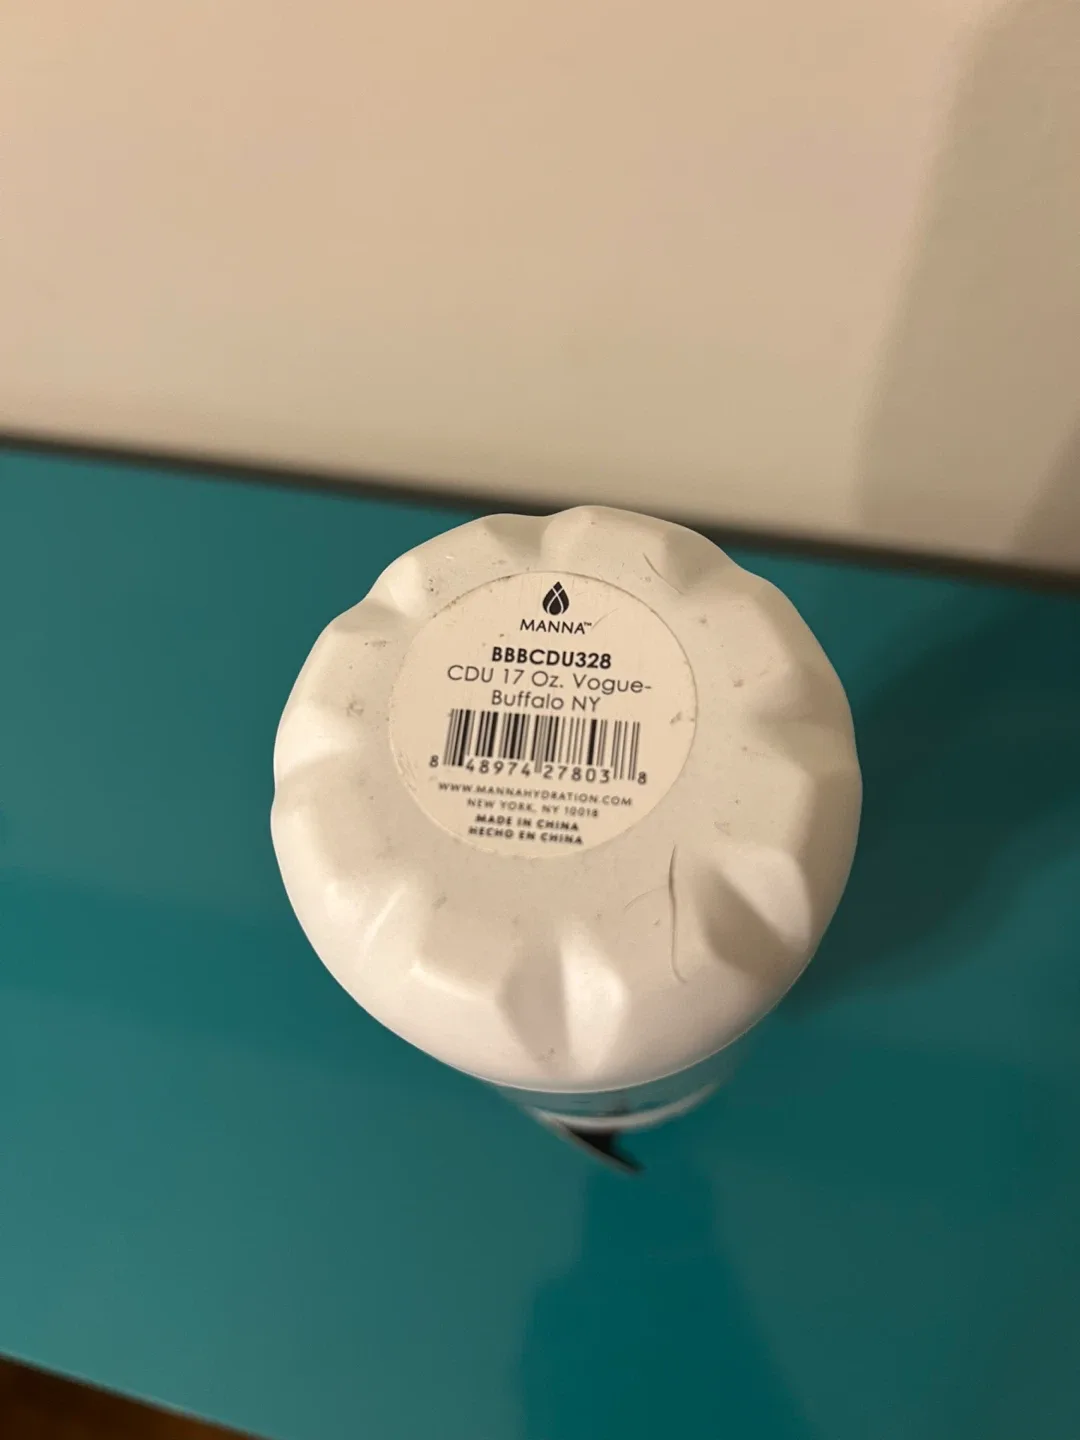 MANNA™
BBBCDU328
CDU 17 Oz. Vogue-
Buffalo NY
8 48974 27803 8
WWW.MANNAHYDRATION.COM
NEW YORK, NY 10018
MADE IN CHINA
HECHO EN CHINA